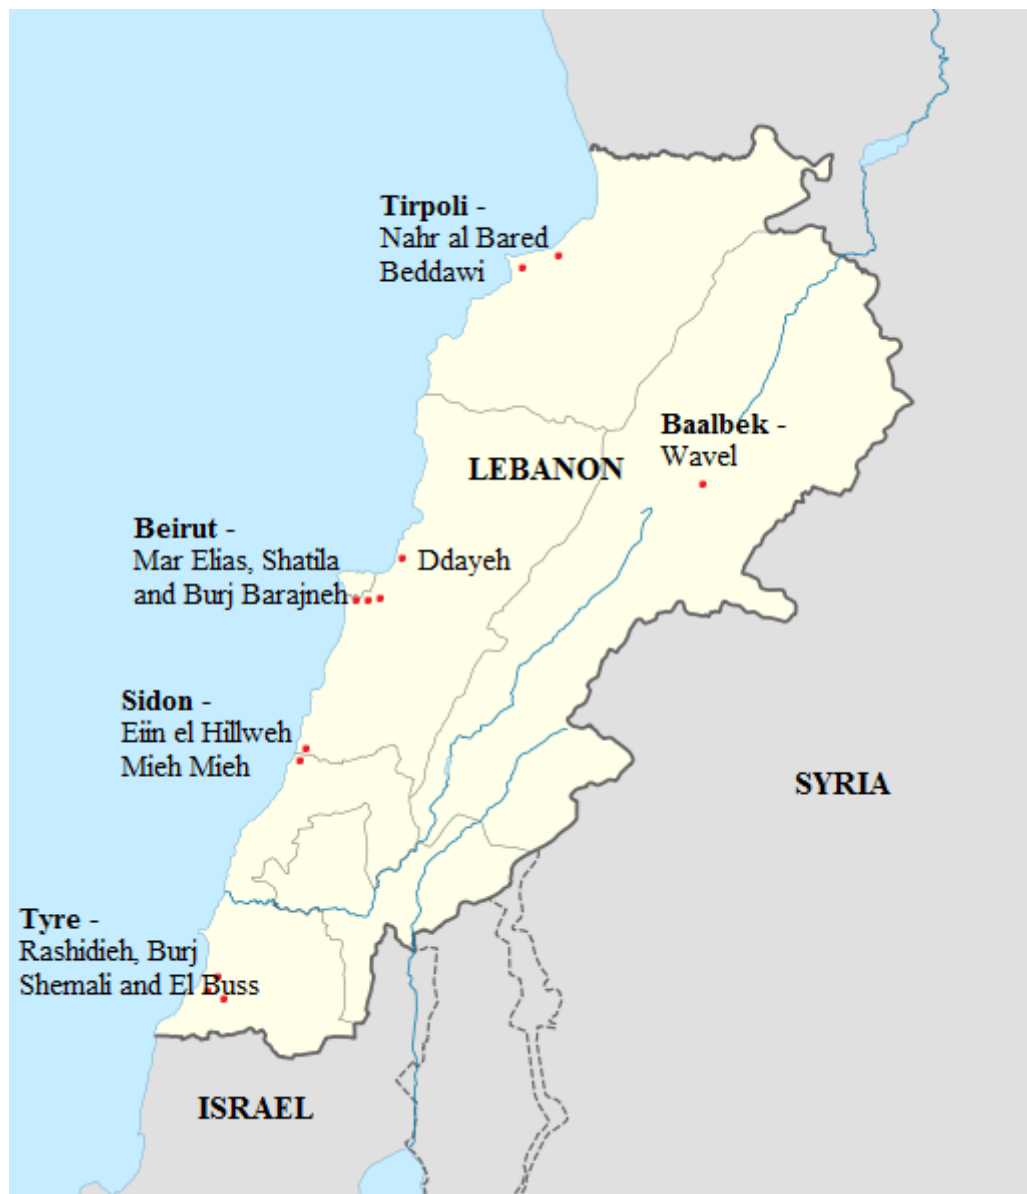 Tirpoli -
Nahr al Bared
Beddawi
Baalbek -
Wavel
LEBANON
Beirut -
Mar Elias, Shatila
and Burj Barajneh
Ddayeh
Sidon -
Eiin el Hillweh
Mieh Mieh
SYRIA
Tyre -
Rashidieh, Burj
Shemali and El Buss
ISRAEL